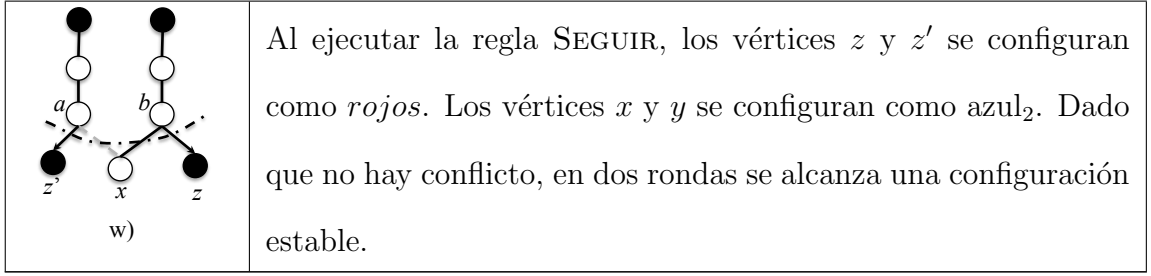 a
b
z’
x
z
w)
Al ejecutar la regla Seguir, los vértices z y z′ se configuran
como rojos. Los vértices x y y se configuran como azul₂. Dado
que no hay conflicto, en dos rondas se alcanza una configuración
estable.